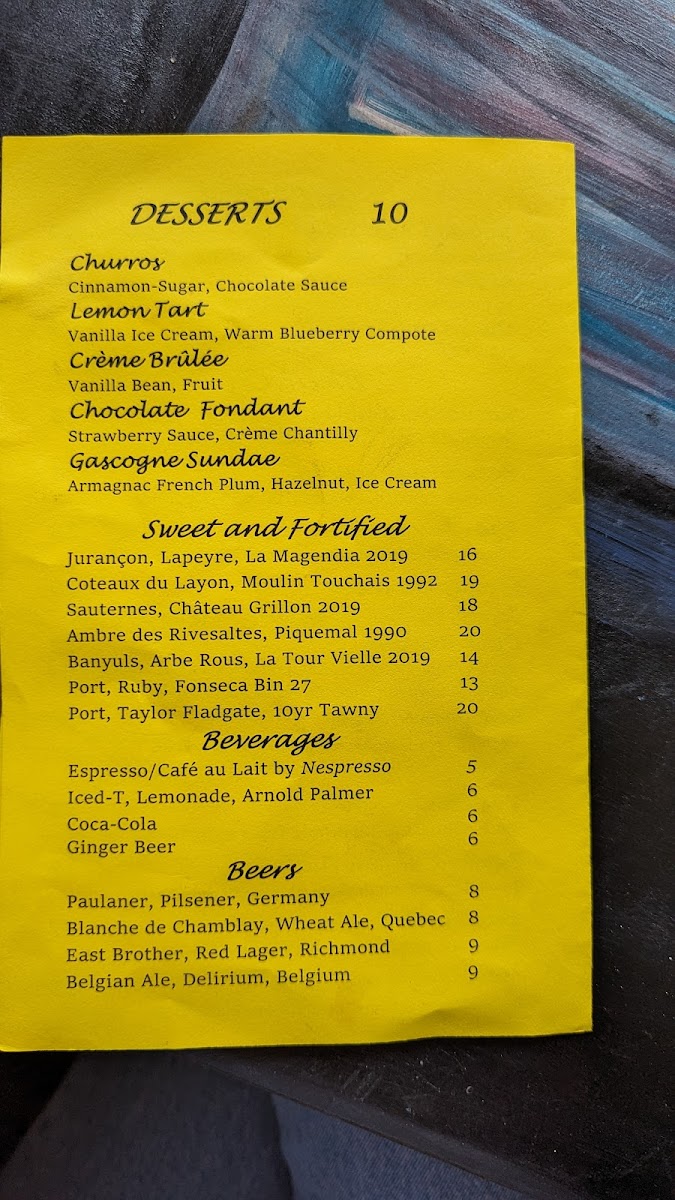 DESSERTS 10
Churros
Cinnamon-Sugar, Chocolate Sauce
Lemon Tart
Vanilla Ice Cream, Warm Blueberry Compote
Crème Brûlée
Vanilla Bean, Fruit
Chocolate Fondant
Strawberry Sauce, Crème Chantilly
Gascogne Sundae
Armagnac French Plum, Hazelnut, Ice Cream
Sweet and Fortified
Jurançon, Lapeyre, La Magendia 2019 16
Coteaux du Layon, Moulin Touchais 1992 19
Sauternes, Château Grillon 2019 18
Ambre des Rivesaltes, Piquemal 1990 20
Banyuls, Arbe Rous, La Tour Vielle 2019 14
Port, Ruby, Fonseca Bin 27 13
Port, Taylor Fladgate, 10yr Tawny 20
Beverages
Espresso/Café au Lait by Nespresso 5
Iced-T, Lemonade, Arnold Palmer 6
Coca-Cola 6
Ginger Beer 6
Beers
Paulaner, Pilsener, Germany 8
Blanche de Chamblay, Wheat Ale, Quebec 8
East Brother, Red Lager, Richmond 9
Belgian Ale, Delirium, Belgium 9